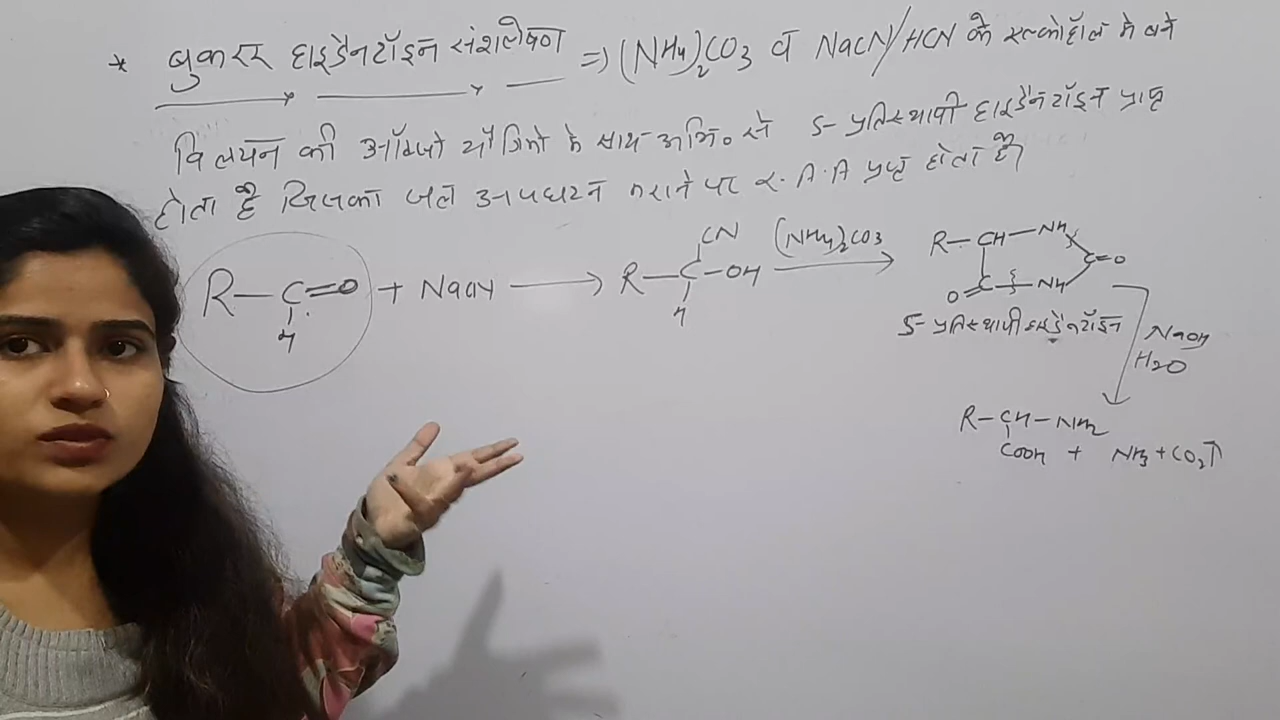 * बुकरर हाइडेनटॉइन संशलेषण => (NH4)2CO3 व NaCN/HCN के एल्कोहॉल मे बने
विलयन की ऑक्जो यौगिको के साथ अभि० से 5- प्रतिस्थापी हाइडेनटॉइन प्राप्त
होता है जिसका जल अपघटन कराने पर α. A.A प्राप्त होता है।
R-C=O + NaCN → R-C-OH (NH4)2CO3 → R-CH-NH
H CN H C=O
O=C-NH
5- प्रतिस्थापी हाइडेनटॉइन
NaOH
H2O
R-CH-NH2
COOH + NH3+CO2↑